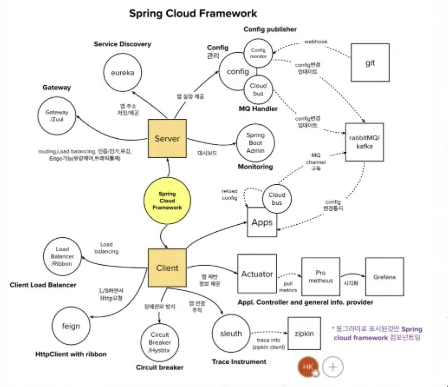 Spring Cloud Framework
Config publisher
Service Discovery
Config
관리
Config
monitor
webhook
config변경
업데이트
git
eureka
config
Gateway
앱 설정 제공
Cloud
bus
MQ Handler
앱 주소
저장/제공
Gateway
/Zuul
Server
config변경
업데이트
rabbitMQ/
kafka
routing,Load balancing, 인증/인가,로깅,
Edge기능(유량제어,트래픽통제)
대시보드
Spring
Boot
Admin
Monitoring
MQ
channel
구독
Spring
Cloud
Framework
reload
config
Cloud
bus
Apps
config
변경통지
Load
balancing
Load
Balancer
/Ribbon
Client
앱 제반
정보 제공
Actuator
pull
metrics
Pro
metheus
시각화
Grafana
Client Load Balancer
Appl. Controller and general info. provider
L/B하면서
Http요청
장애전파 방지
앱 연결
추적
feign
Circuit
Breaker
/Hystrix
sleuth
trace info
(zipkin client)
zipkin
* 동그라미로 표시된것만 Spring
cloud framework 컴포넌트임
HttpClient with ribbon
Circuit breaker
Trace Instrument
HK